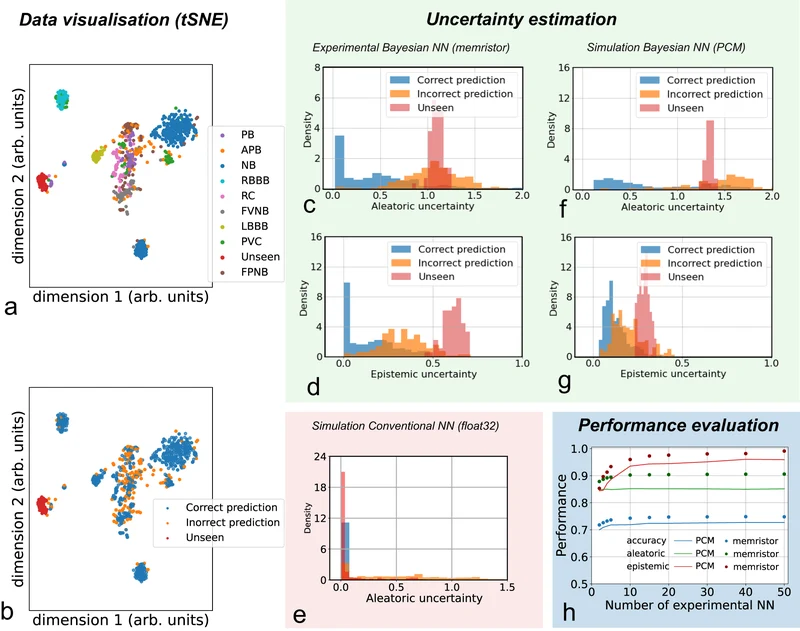 Data visualisation (tSNE)
dimension 2 (arb. units)
dimension 1 (arb. units)
PB
APB
NB
RBBB
RC
FVNB
LBBB
PVC
Unseen
FPNB
a
dimension 2 (arb. units)
dimension 1 (arb. units)
Correct prediction
Inorrect prediction
Unseen
b
Uncertainty estimation
Experimental Bayesian NN (memristor)
Correct prediction
Incorrect prediction
Unseen
Density
8
6
4
2
0
0.0 0.5 1.0 1.5 2.0
Aleatoric uncertainty
c
Correct prediction
Incorrect prediction
Unseen
Density
16
12
8
4
0
0.0 0.5 1.0
Epistemic uncertainty
d
Simulation Bayesian NN (PCM)
Correct prediction
Incorrect prediction
Unseen
Density
16
12
8
4
0
0.0 0.5 1.0 1.5 2.0
Aleatoric uncertainty
f
Correct prediction
Incorrect prediction
Unseen
Density
16
12
8
4
0
0.0 0.5 1.0
Epistemic uncertainty
g
Simulation Conventional NN (float32)
Density
24
18
12
6
0
0.0 0.5 1.0 1.5
Aleatoric uncertainty
e
Performance evaluation
Performance
1.0
0.9
0.8
0.7
0.6
0.5
accuracy PCM memristor
aleatoric PCM memristor
epistemic PCM memristor
0 10 20 30 40 50
Number of experimental NN
h